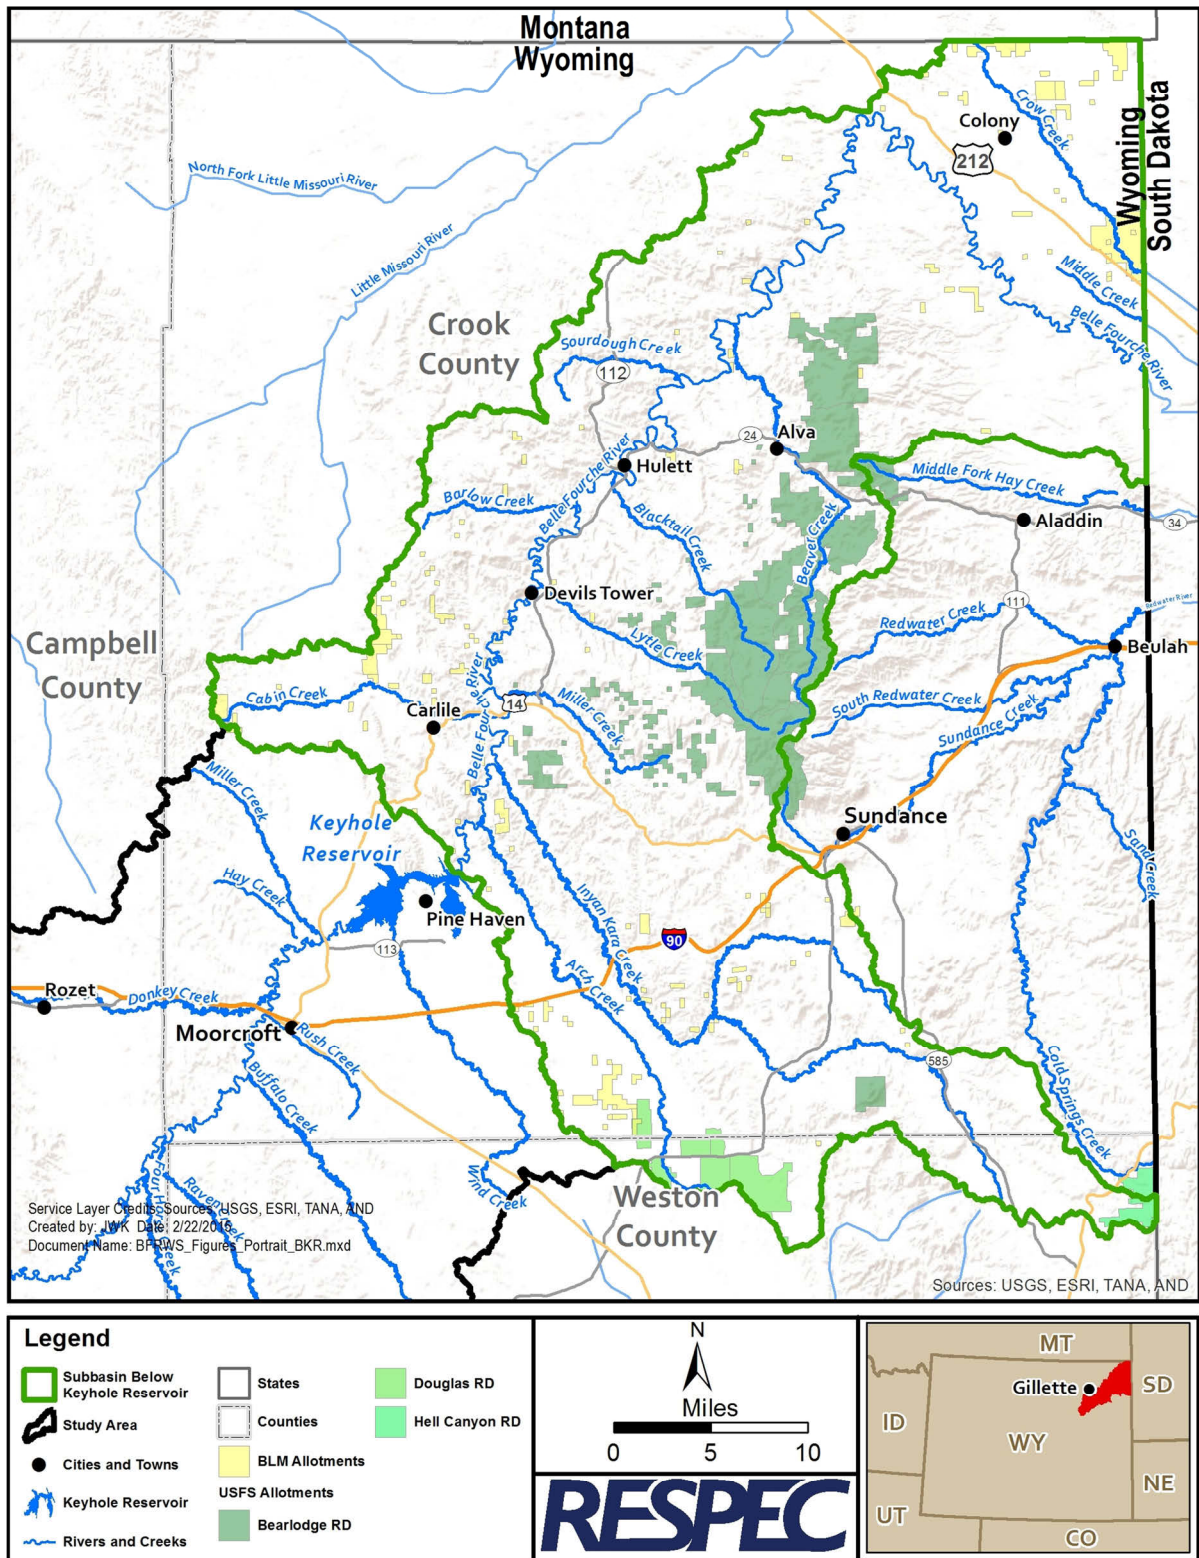 Montana
Wyoming
Colony
212
Crow Creek
Wyoming
South Dakota
North Fork Little Missouri River
Little Missouri River
Middle Creek
Belle Fourche River
Crook
County
Sourdough Creek
112
24
Alva
Hulett
Belle Fourche River
Middle Fork Hay Creek
Barlow Creek
Blacktail Creek
Beaver Creek
Aladdin
34
Devils Tower
111
Redwater River
Redwater Creek
Campbell
County
Lytle Creek
Beulah
Cabin Creek
Belle Fourche River
14
Miller Creek
South Redwater Creek
Sundance Creek
Carlile
Miller Creek
Keyhole
Reservoir
Sundance
Sand Creek
Hay Creek
Pine Haven
Inyan Kara Creek
90
113
Arch Creek
Rozet
Donkey Creek
Moorcroft
Rush Creek
Buffalo Creek
585
Cold Springs Creek
Four Horse Creek
Raven Creek
Wind Creek
Weston
County
Service Layer Credits: Sources: USGS, ESRI, TANA, AND
Created by: JWK Date: 2/22/2016
Document Name: BFRWS_Figures_Portrait_BKR.mxd
Sources: USGS, ESRI, TANA, AND
Legend
Subbasin Below
Keyhole Reservoir
Study Area
Cities and Towns
Keyhole Reservoir
Rivers and Creeks
States
Counties
BLM Allotments
USFS Allotments
Bearlodge RD
Douglas RD
Hell Canyon RD
N
Miles
0 5 10
RESPEC
MT
Gillette
SD
ID
WY
NE
UT
CO